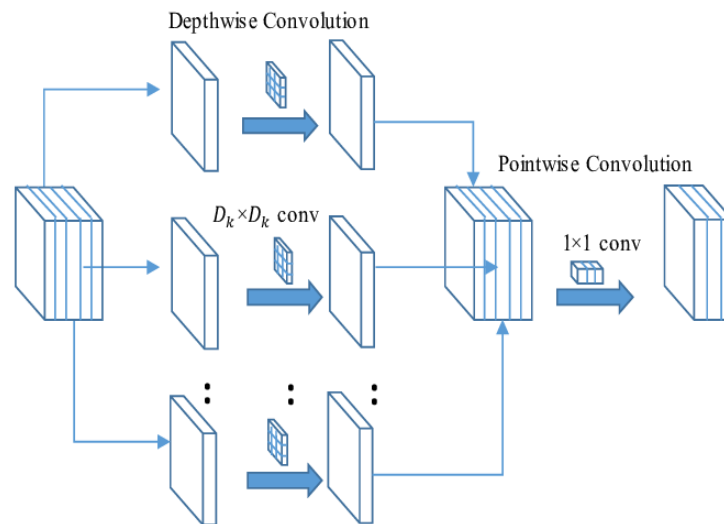 Depthwise Convolution
Pointwise Convolution
D_k×D_k conv
1×1 conv